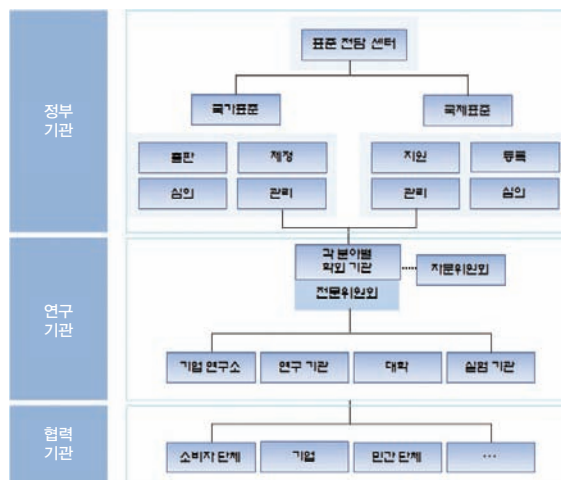 정부
기관
표준 전담 센터
국가표준
국제표준
출판
제정
지원
등록
심의
관리
관리
심의
연구
기관
각 분야별
학회 기관
자문위원회
전문위원회
기업 연구소
연구 기관
대학
실험 기관
협력
기관
소비자 단체
기업
민간 단체
...